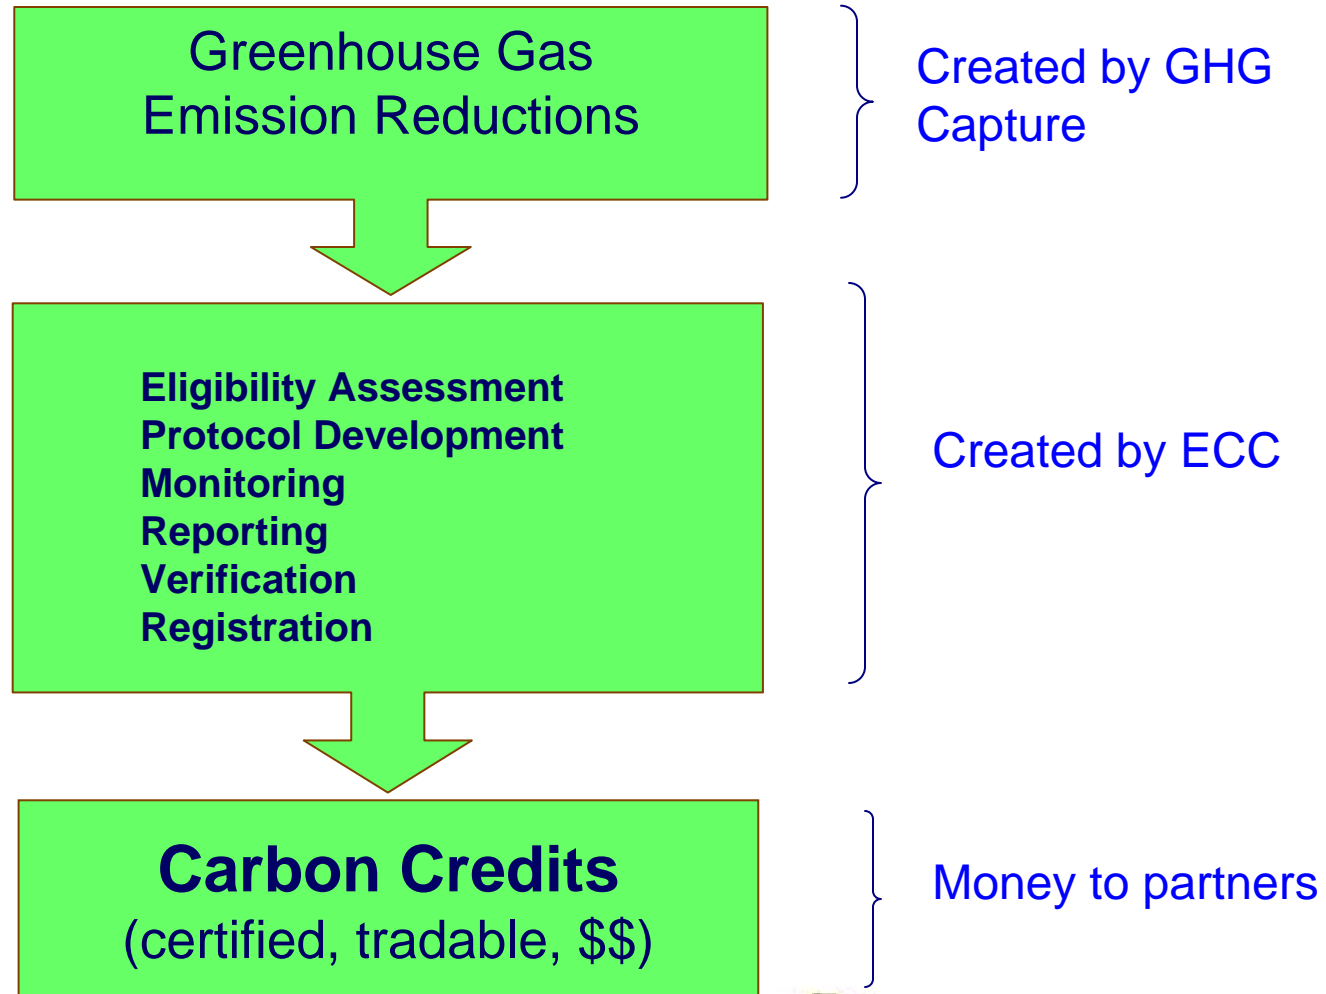 Greenhouse Gas
Emission Reductions
Created by GHG
Capture
Eligibility Assessment
Protocol Development
Monitoring
Reporting
Verification
Registration
Created by ECC
Carbon Credits
(certified, tradable, $$)
Money to partners